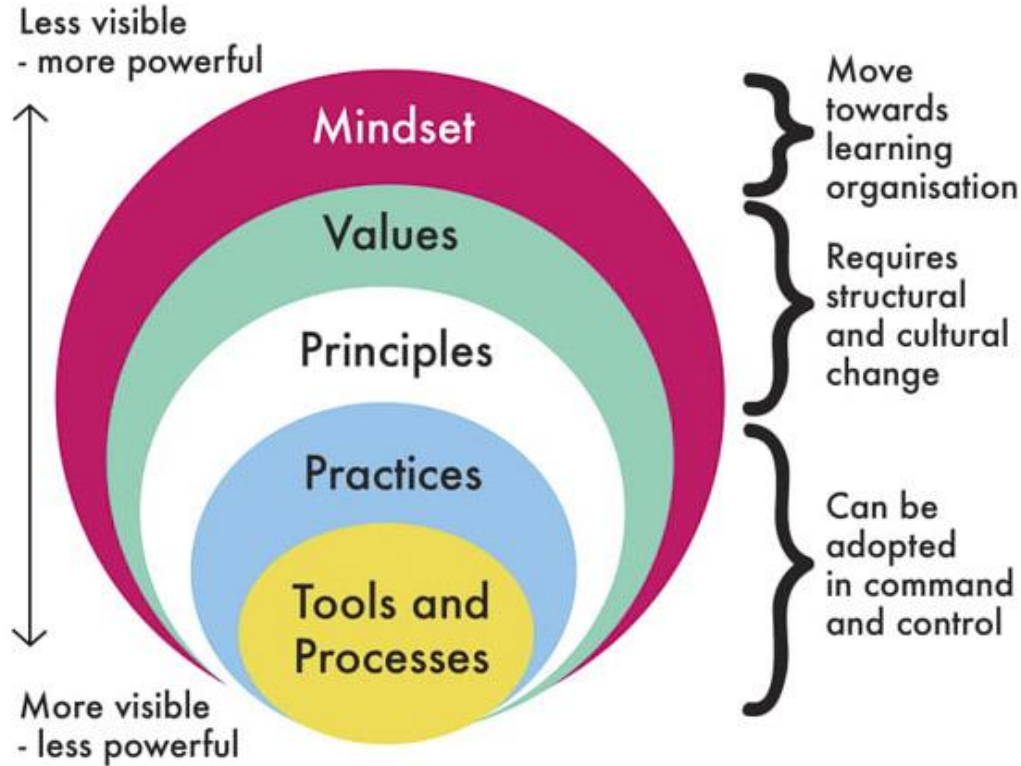 Less visible
- more powerful
Mindset
Values
Principles
Practices
Tools and
Processes
More visible
- less powerful
Move
towards
learning
organisation
Requires
structural
and cultural
change
Can be
adopted
in command
and control